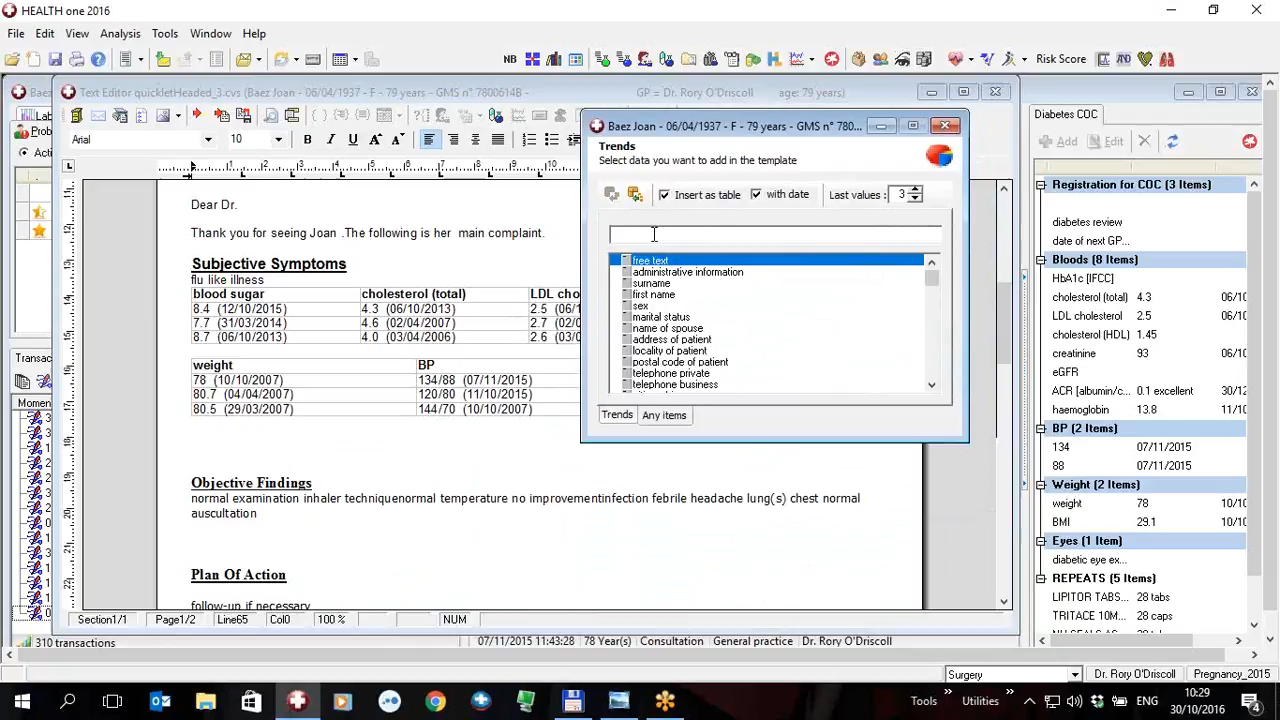 HEALTH one 2016
File Edit View Analysis Tools Window Help
NB Risk Score
Text Editor quickletHeaded_3.cvs (Baez Joan - 06/04/1937 - F - 79 years - GMS n° 7800614B - GP = Dr. Rory O'Driscoll age: 79 years)
Arial 10
Dear Dr.
Thank you for seeing Joan .The following is her main complaint.
Subjective Symptoms
flu like illness
blood sugar cholesterol (total) LDL cho
8.4 (12/10/2015) 4.3 (06/10/2013) 2.5 (06/
7.7 (31/03/2014) 4.6 (02/04/2007) 2.7 (02/
8.7 (06/10/2013) 4.0 (03/04/2006) 2.5 (03/
weight BP
78 (10/10/2007) 134/88 (07/11/2015)
80.7 (04/04/2007) 120/80 (11/10/2015)
80.5 (29/03/2007) 144/70 (10/10/2007)
Objective Findings
normal examination inhaler techniquenormal temperature no improvementinfection febrile headache lung(s) chest normal
auscultation
Plan Of Action
follow-up if necessary
Section1/1 Page1/2 Line65 Col0 100 % NUM
310 transactions
07/11/2015 11:43:28 78 Year(s) Consultation General practice Dr. Rory O'Driscoll
Baez Joan - 06/04/1937 - F - 79 years - GMS n° 780...
Trends
Select data you want to add in the template
Insert as table with date Last values : 3
free text
administrative information
surname
first name
sex
marital status
name of spouse
address of patient
locality of patient
postal code of patient
telephone private
telephone business
Trends Any items
Diabetes COC
Add Edit
Registration for COC (3 Items)
diabetes review
date of next GP...
Bloods (8 Items)
HbA1c [IFCC]
cholesterol (total) 4.3 06/10
LDL cholesterol 2.5 06/10
cholesterol (HDL) 1.45
creatinine 93 06/10
eGFR
ACR [albumin/c... 0.1 excellent 30/0
haemoglobin 13.8 11/10
BP (2 Items)
134 07/11/2015
88 07/11/2015
Weight (2 Items)
weight 78 10/10
BMI 29.1 10/10
Eyes (1 Item)
diabetic eye ex...
REPEATS (5 Items)
LIPITOR TABS... 28 tabs
TRITACE 10M... 28 caps
Surgery Dr. Rory O'Driscoll Pregnancy_2015
Tools Utilities ENG 10:29
30/10/2016